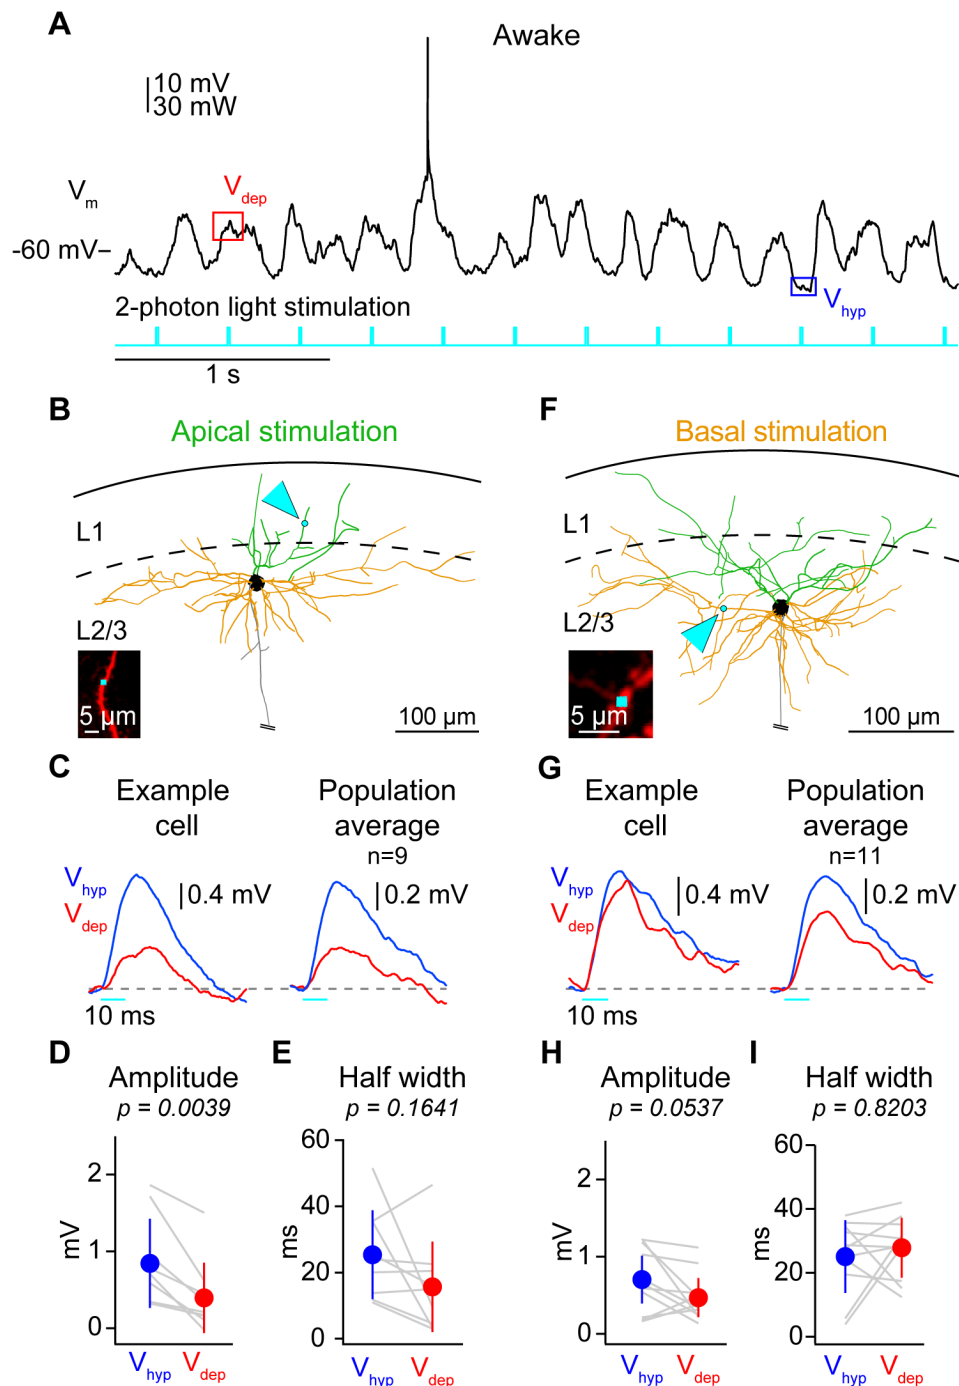 A
Awake
10 mV
30 mW
Vm
Vdep
-60 mV
Vhyp
2-photon light stimulation
1 s
B
Apical stimulation
L1
L2/3
5 µm
100 µm
F
Basal stimulation
L1
L2/3
5 µm
100 µm
C
Example cell
Population average
n=9
Vhyp
Vdep
0.4 mV
0.2 mV
10 ms
G
Example cell
Population average
n=11
Vhyp
Vdep
0.4 mV
0.2 mV
10 ms
D
Amplitude
p = 0.0039
2
1
0
mV
Vhyp Vdep
E
Half width
p = 0.1641
60
40
20
0
ms
Vhyp Vdep
H
Amplitude
p = 0.0537
2
1
0
mV
Vhyp Vdep
I
Half width
p = 0.8203
60
40
20
0
ms
Vhyp Vdep